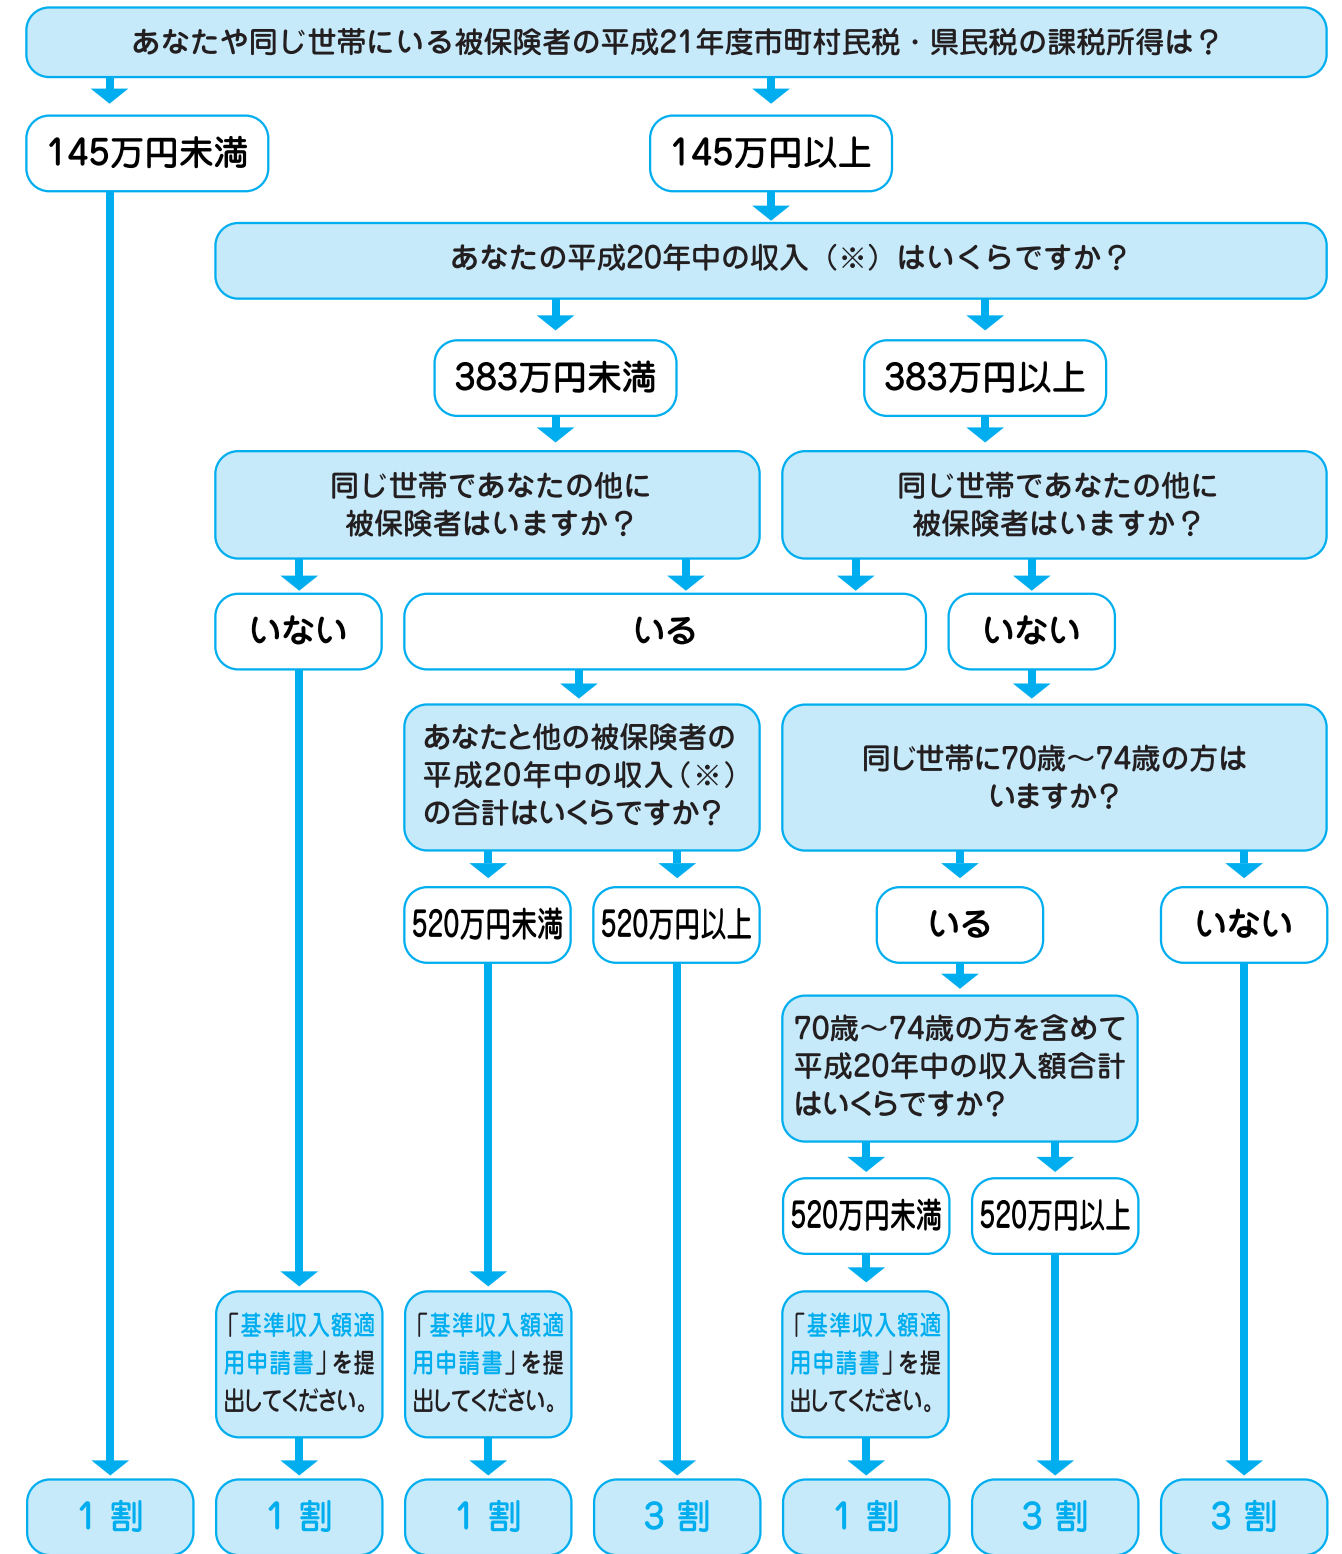 あなたや同じ世帯にいる被保険者の平成21年度市町村民税・県民税の課税所得は？
145万円未満
145万円以上
あなたの平成20年中の収入（※）はいくらですか？
383万円未満
383万円以上
同じ世帯であなたの他に
被保険者はいますか？
同じ世帯であなたの他に
被保険者はいますか？
いない
いる
いない
あなたと他の被保険者の
平成20年中の収入（※）
の合計はいくらですか？
同じ世帯に70歳～74歳の方は
いますか？
520万円未満
520万円以上
いる
いない
70歳～74歳の方を含めて
平成20年中の収入額合計
はいくらですか？
520万円未満
520万円以上
「基準収入額適
用申請書」を提
出してください。
「基準収入額適
用申請書」を提
出してください。
「基準収入額適
用申請書」を提
出してください。
1割
1割
1割
3割
1割
3割
3割